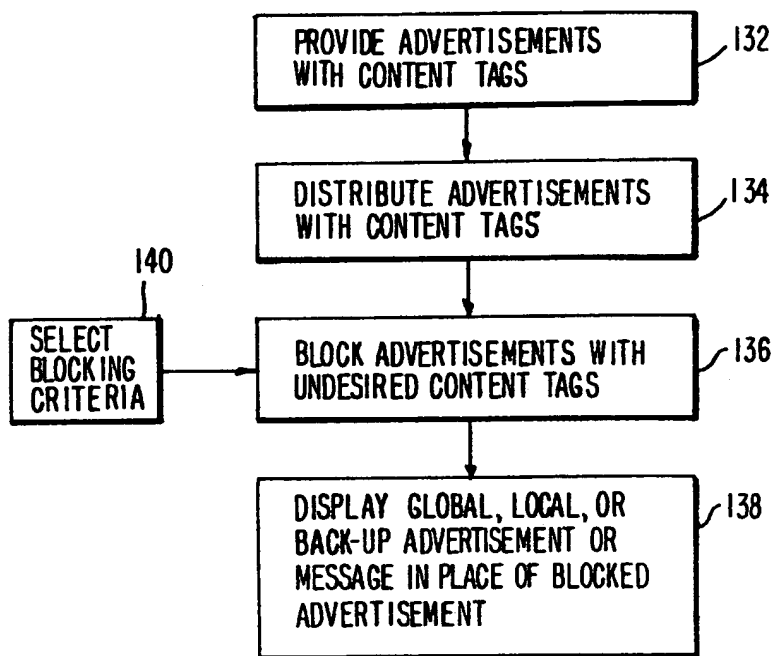 PROVIDE ADVERTISEMENTS
WITH CONTENT TAGS
132
DISTRIBUTE ADVERTISEMENTS
WITH CONTENT TAGS
134
140
SELECT
BLOCKING
CRITERIA
BLOCK ADVERTISEMENTS WITH
UNDESIRED CONTENT TAGS
136
DISPLAY GLOBAL, LOCAL, OR
BACK-UP ADVERTISEMENT OR
MESSAGE IN PLACE OF BLOCKED
ADVERTISEMENT
138